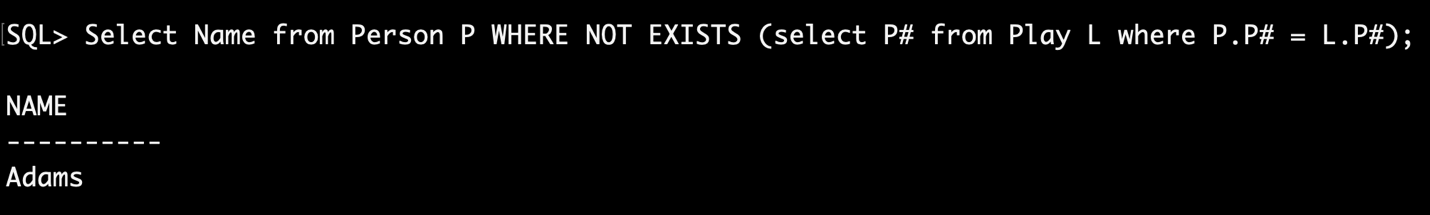 SQL> Select Name from Person P WHERE NOT EXISTS (select P# from Play L where P.P# = L.P#);
NAME
----------
Adams